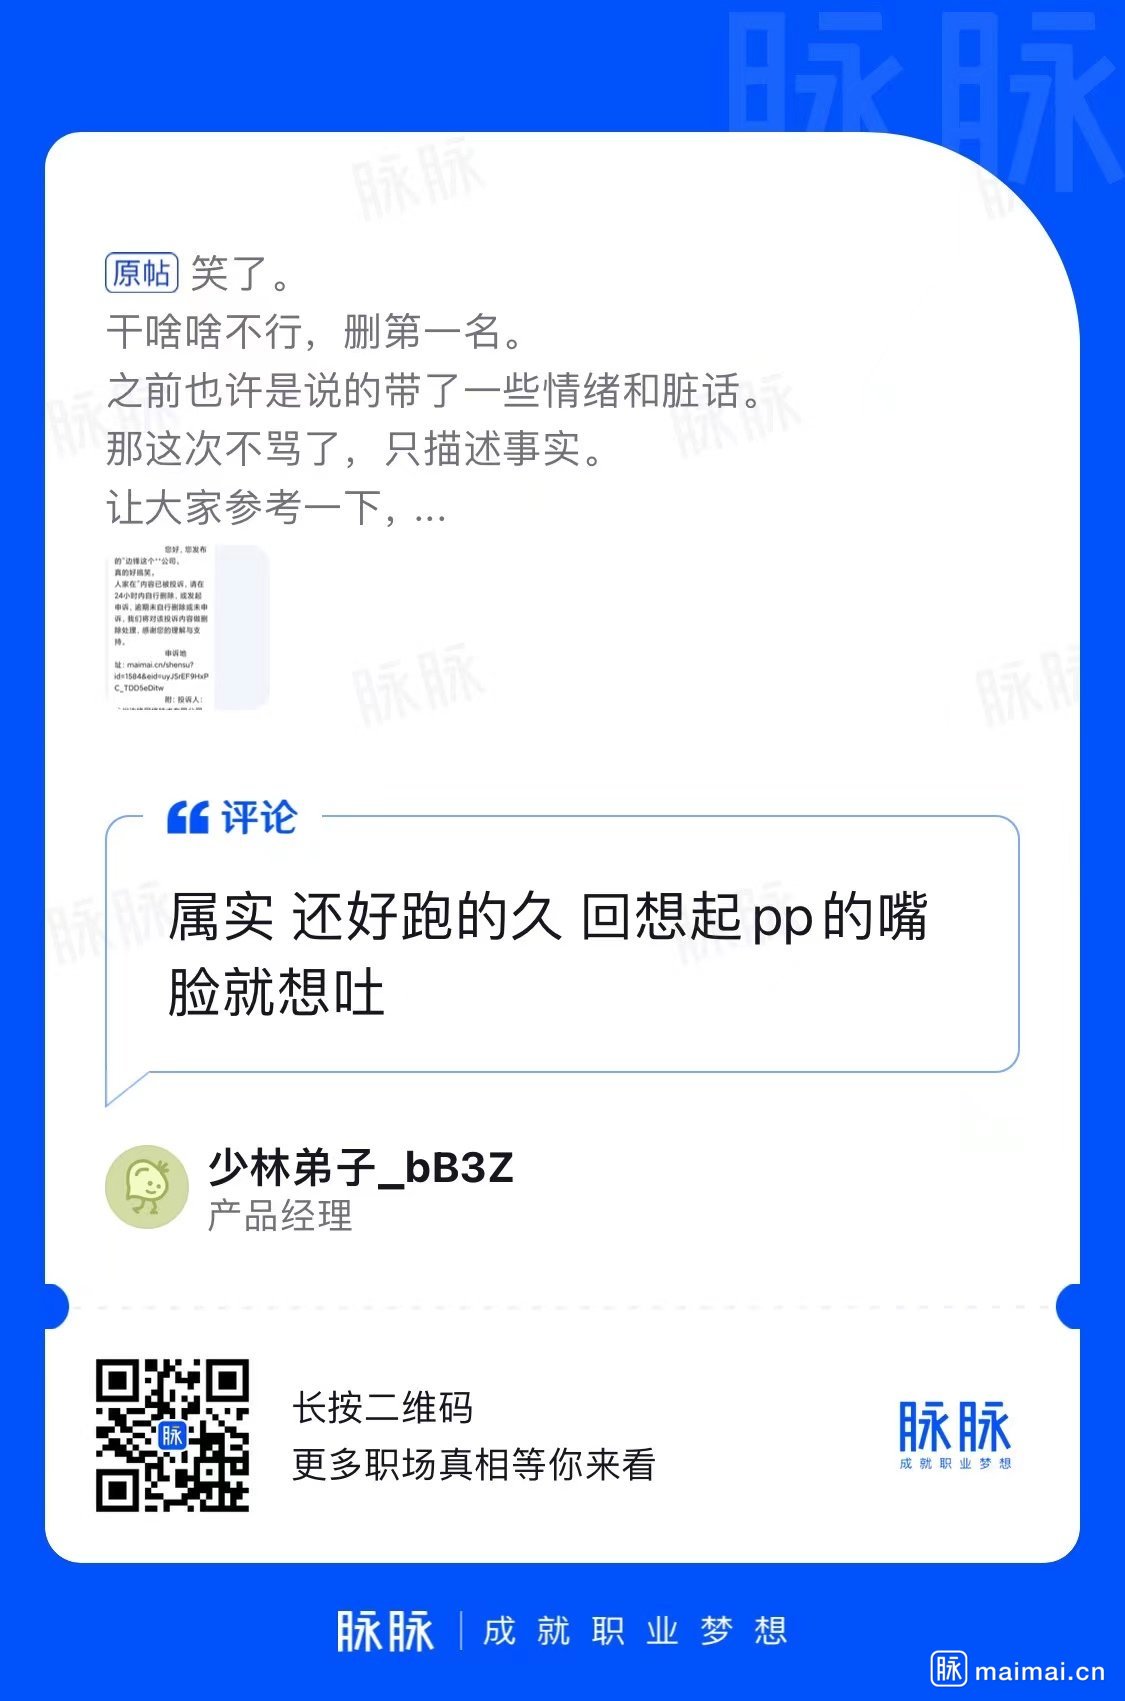 脉脉
原帖 笑了。
干啥啥不行，删第一名。
之前也许是说的带了一些情绪和脏话。
那这次不骂了，只描述事实。
让大家参考一下，...
您好，您发布
的"边锋这个**公司，
真的好搞笑。
人家在"内容已被投诉，请在
24小时内自行删除，或发起
申诉，逾期未自行删除或未申
诉，我们将对该投诉内容做删
除处理，感谢您的理解与支
持。
申诉地
址：maimai.cn/shensu?
id=1584&eid=uyJSrEF9HxP
C_TDD5eDitw
附：投诉人：
评论
属实 还好跑的久 回想起pp的嘴
脸就想吐
少林弟子_bB3Z
产品经理
长按二维码
更多职场真相等你来看
脉
脉脉
成就职业梦想
脉脉 | 成就职业梦想
脉 maimai.cn